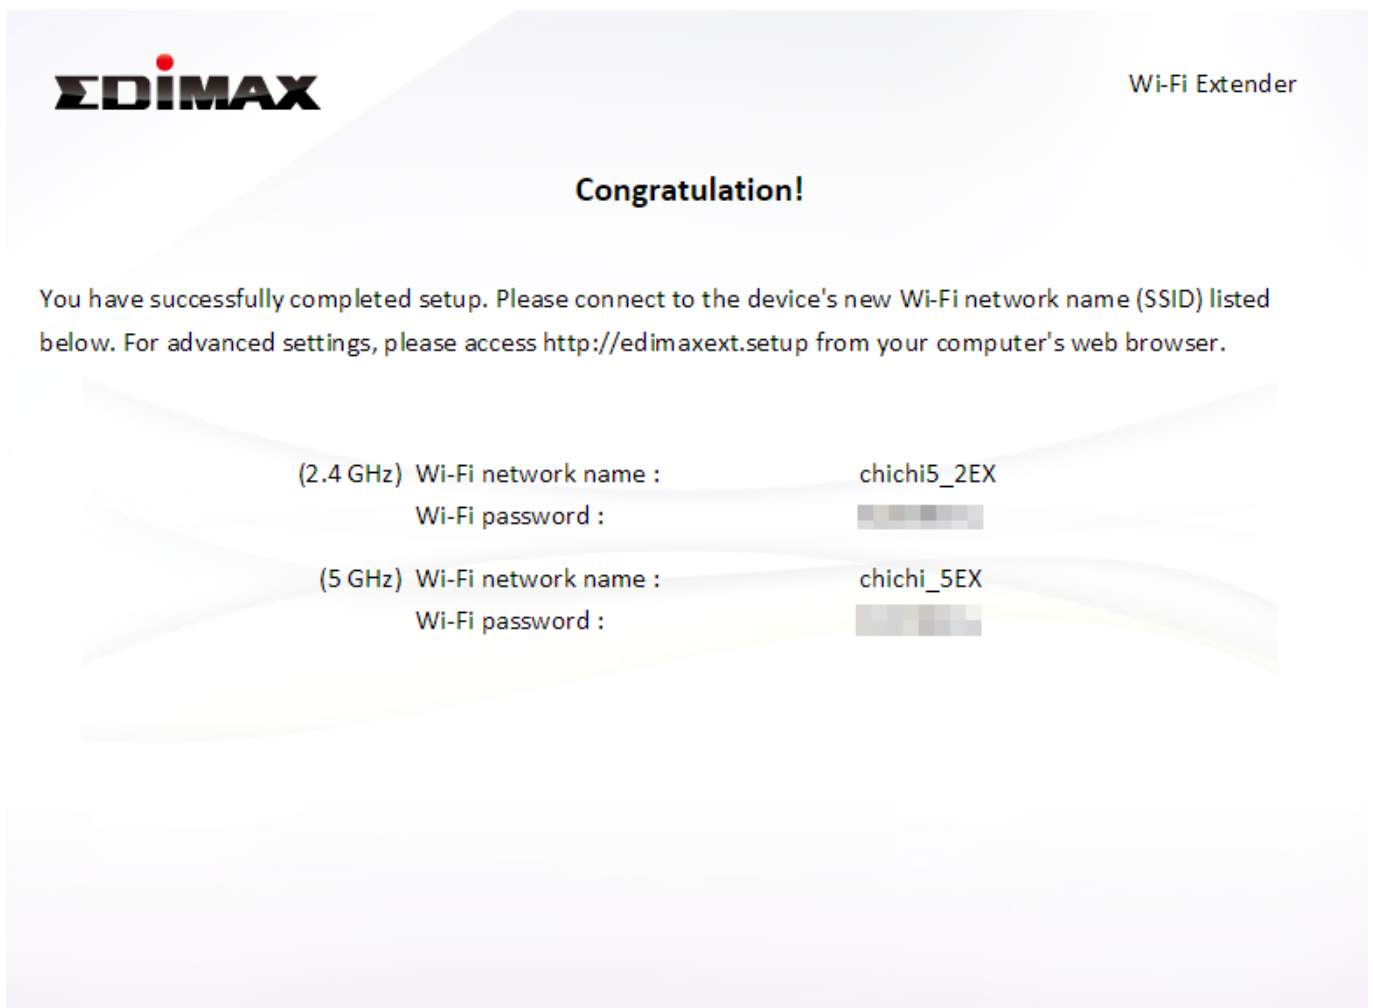 EDiMAX
Wi-Fi Extender
Congratulation!
You have successfully completed setup. Please connect to the device's new Wi-Fi network name (SSID) listed
below. For advanced settings, please access http://edimaxext.setup from your computer's web browser.
(2.4 GHz) Wi-Fi network name : chichi5_2EX
Wi-Fi password :
(5 GHz) Wi-Fi network name : chichi_5EX
Wi-Fi password :